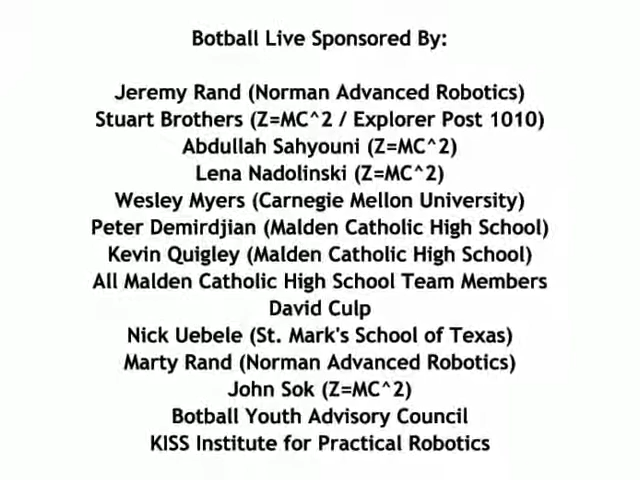 Botball Live Sponsored By:
Jeremy Rand (Norman Advanced Robotics)
Stuart Brothers (Z=MC^2 / Explorer Post 1010)
Abdullah Sahyouni (Z=MC^2)
Lena Nadolinski (Z=MC^2)
Wesley Myers (Carnegie Mellon University)
Peter Demirdjian (Malden Catholic High School)
Kevin Quigley (Malden Catholic High School)
All Malden Catholic High School Team Members
David Culp
Nick Uebele (St. Mark's School of Texas)
Marty Rand (Norman Advanced Robotics)
John Sok (Z=MC^2)
Botball Youth Advisory Council
KISS Institute for Practical Robotics